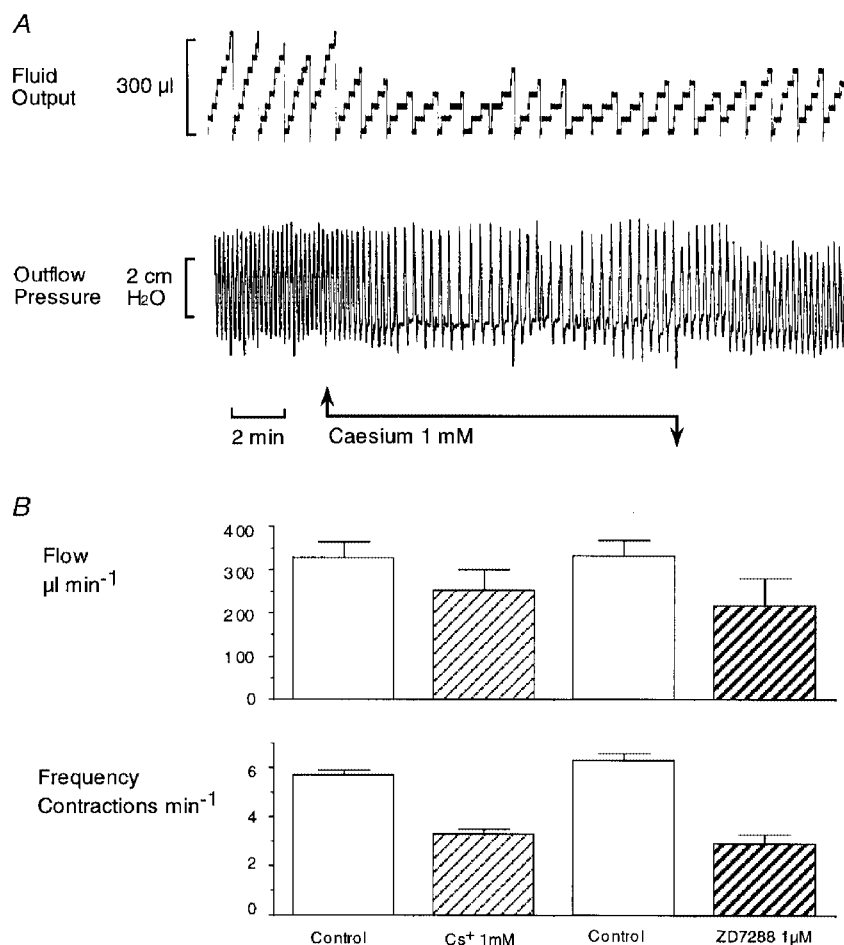 A
Fluid
Output
300 µl
Outflow
Pressure
2 cm
H₂O
2 min
Caesium 1 mM
B
Flow
µl min⁻¹
400
300
200
100
0
Frequency
Contractions min⁻¹
6
4
2
0
Control
Cs⁺ 1mM
Control
ZD7288 1µM